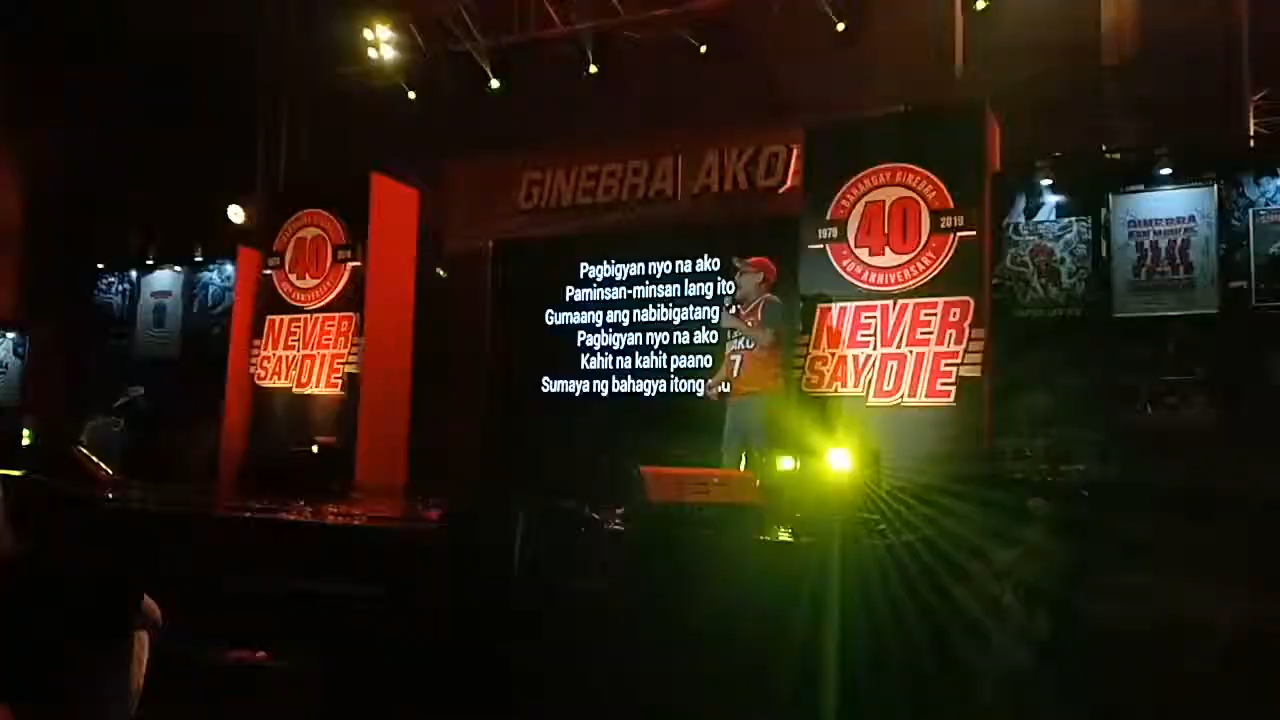 GINEBRA AKO
BARANGAY GINEBRA
1979
40
2019
40TH ANNIVERSARY
NEVER
SAY DIE
40
NEVER
SAY DIE
Pagbigyan nyo na ako
Paminsan-minsan lang ito
Gumaang ang nabibigatang
Pagbigyan nyo na ako
Kahit na kahit paano
Sumaya ng bahagya itong
AKO
7
GINEBRA